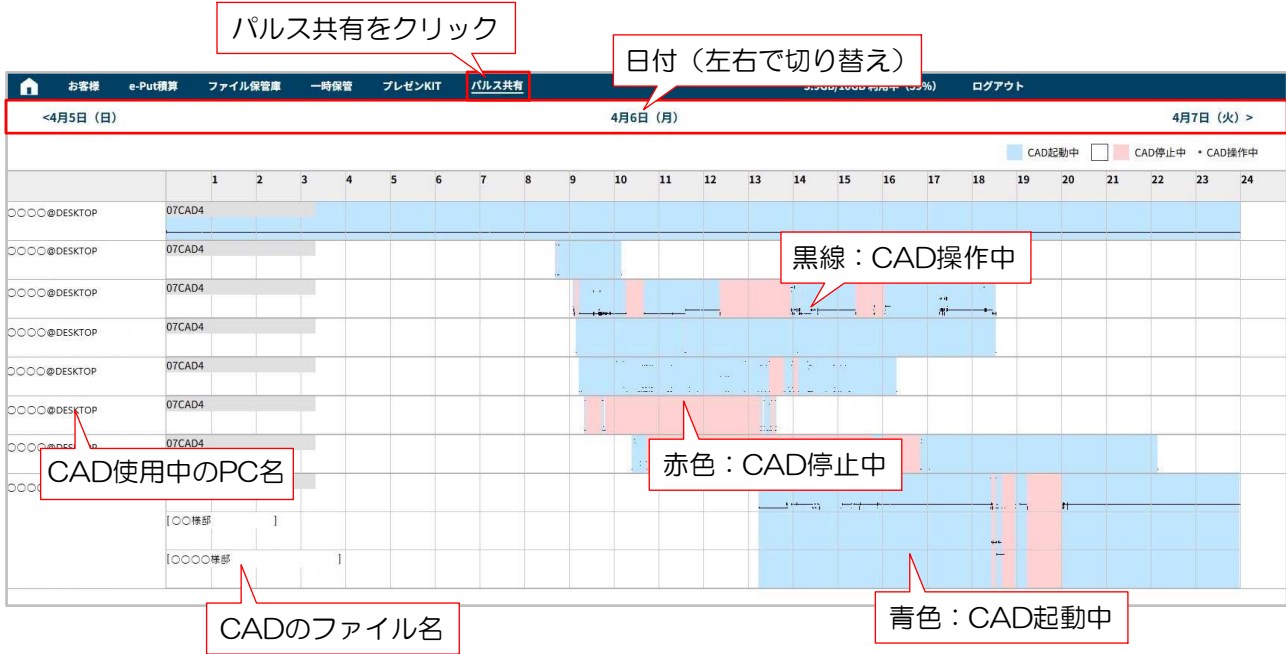 パルス共有をクリック
日付（左右で切り替え）
お客様 e-Put積算 ファイル保管庫 一時保管 プレゼンKIT パルス共有 ログアウト
<4月5日（日） 4月6日（月） 4月7日（火）>
CAD起動中 CAD停止中 • CAD操作中
1 2 3 4 5 6 7 8 9 10 11 12 13 14 15 16 17 18 19 20 21 22 23 24
○○○○@DESKTOP 07CAD4
○○○○@DESKTOP 07CAD4
黒線：CAD操作中
○○○○@DESKTOP 07CAD4
○○○○@DESKTOP 07CAD4
○○○○@DESKTOP 07CAD4
○○○○@DESKTOP 07CAD4
○○○○@DESKTOP 07CAD4
CAD使用中のPC名
赤色：CAD停止中
○○○
[○○様邸 ]
[○○○○様邸 ]
CADのファイル名
青色：CAD起動中